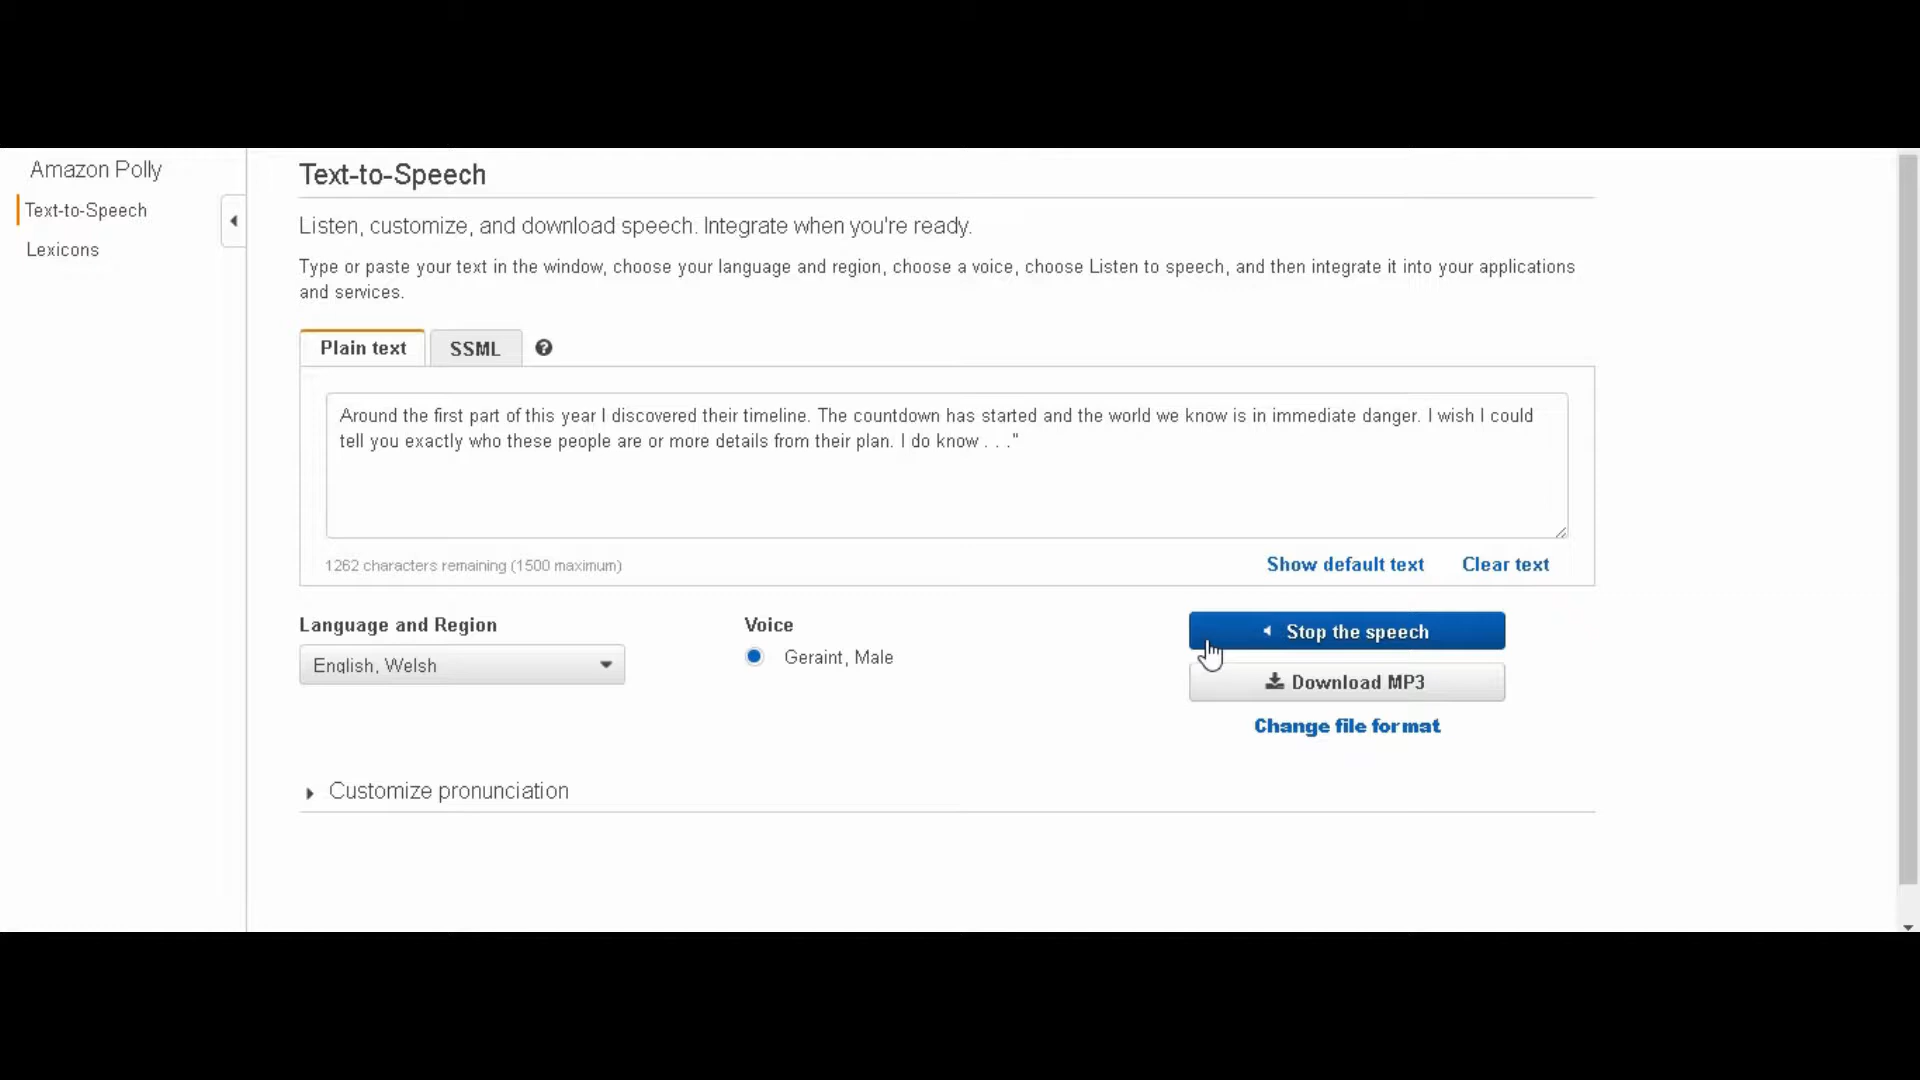 Amazon Polly
Text-to-Speech
Lexicons
Text-to-Speech
Listen, customize, and download speech. Integrate when you're ready.
Type or paste your text in the window, choose your language and region, choose a voice, choose Listen to speech, and then integrate it into your applications
and services.
Plain text
SSML
Around the first part of this year I discovered their timeline. The countdown has started and the world we know is in immediate danger. I wish I could
tell you exactly who these people are or more details from their plan. I do know . . ."
1262 characters remaining (1500 maximum)
Show default text
Clear text
Language and Region
English, Welsh
Voice
Geraint, Male
Stop the speech
Download MP3
Change file format
Customize pronunciation